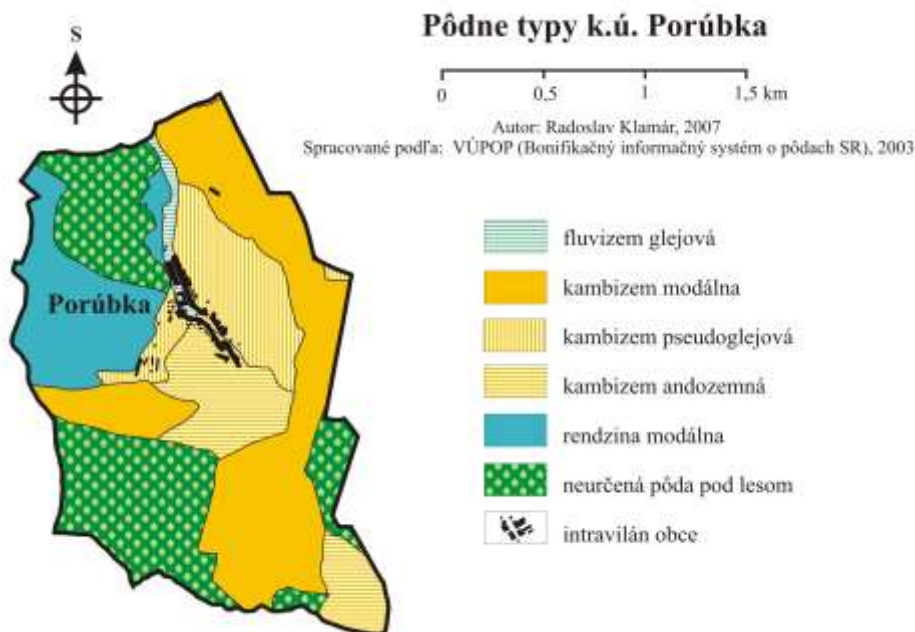 Pôdne typy k.ú. Porúbka
S
0 0,5 1 1,5 km
Autor: Radoslav Klamár, 2007
Spracované podľa: VÚPOP (Bonifikačný informačný systém o pôdach SR), 2003
fluvizem glejová
kambizem modálna
Porúbka
kambizem pseudoglejová
kambizem andozemná
rendzina modálna
neurčená pôda pod lesom
intravilán obce